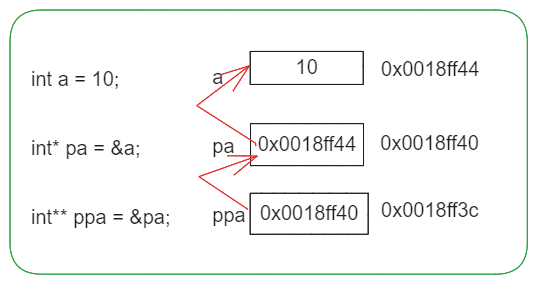 int a = 10; a 10 0x0018ff44
int* pa = &a; pa 0x0018ff44 0x0018ff40
int** ppa = &pa; ppa 0x0018ff40 0x0018ff3c